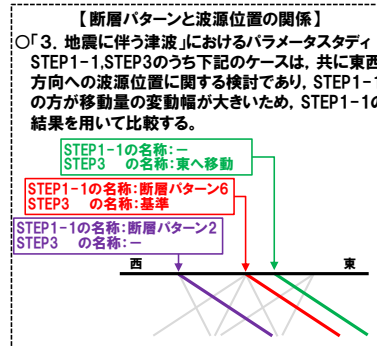 【断層パターンと波源位置の関係】
○「3．地震に伴う津波」におけるパラメータスタディ
STEP1-1,STEP3のうち下記のケースは，共に東西
方向への波源位置に関する検討であり，STEP1-1
の方が移動量の変動幅が大きいため，STEP1-1の
結果を用いて比較する。
STEP1-1の名称：－
STEP3　の名称：東へ移動
STEP1-1の名称：断層パターン6
STEP3　の名称：基準
STEP1-1の名称：断層パターン2
STEP3　の名称：－
西　東